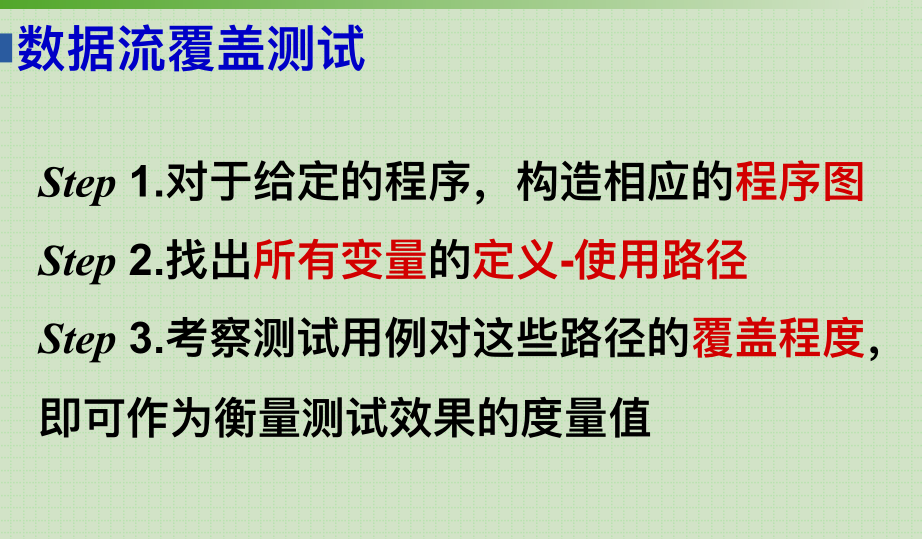 数据流覆盖测试
Step 1.对于给定的程序，构造相应的程序图
Step 2.找出所有变量的定义-使用路径
Step 3.考察测试用例对这些路径的覆盖程度，
即可作为衡量测试效果的度量值